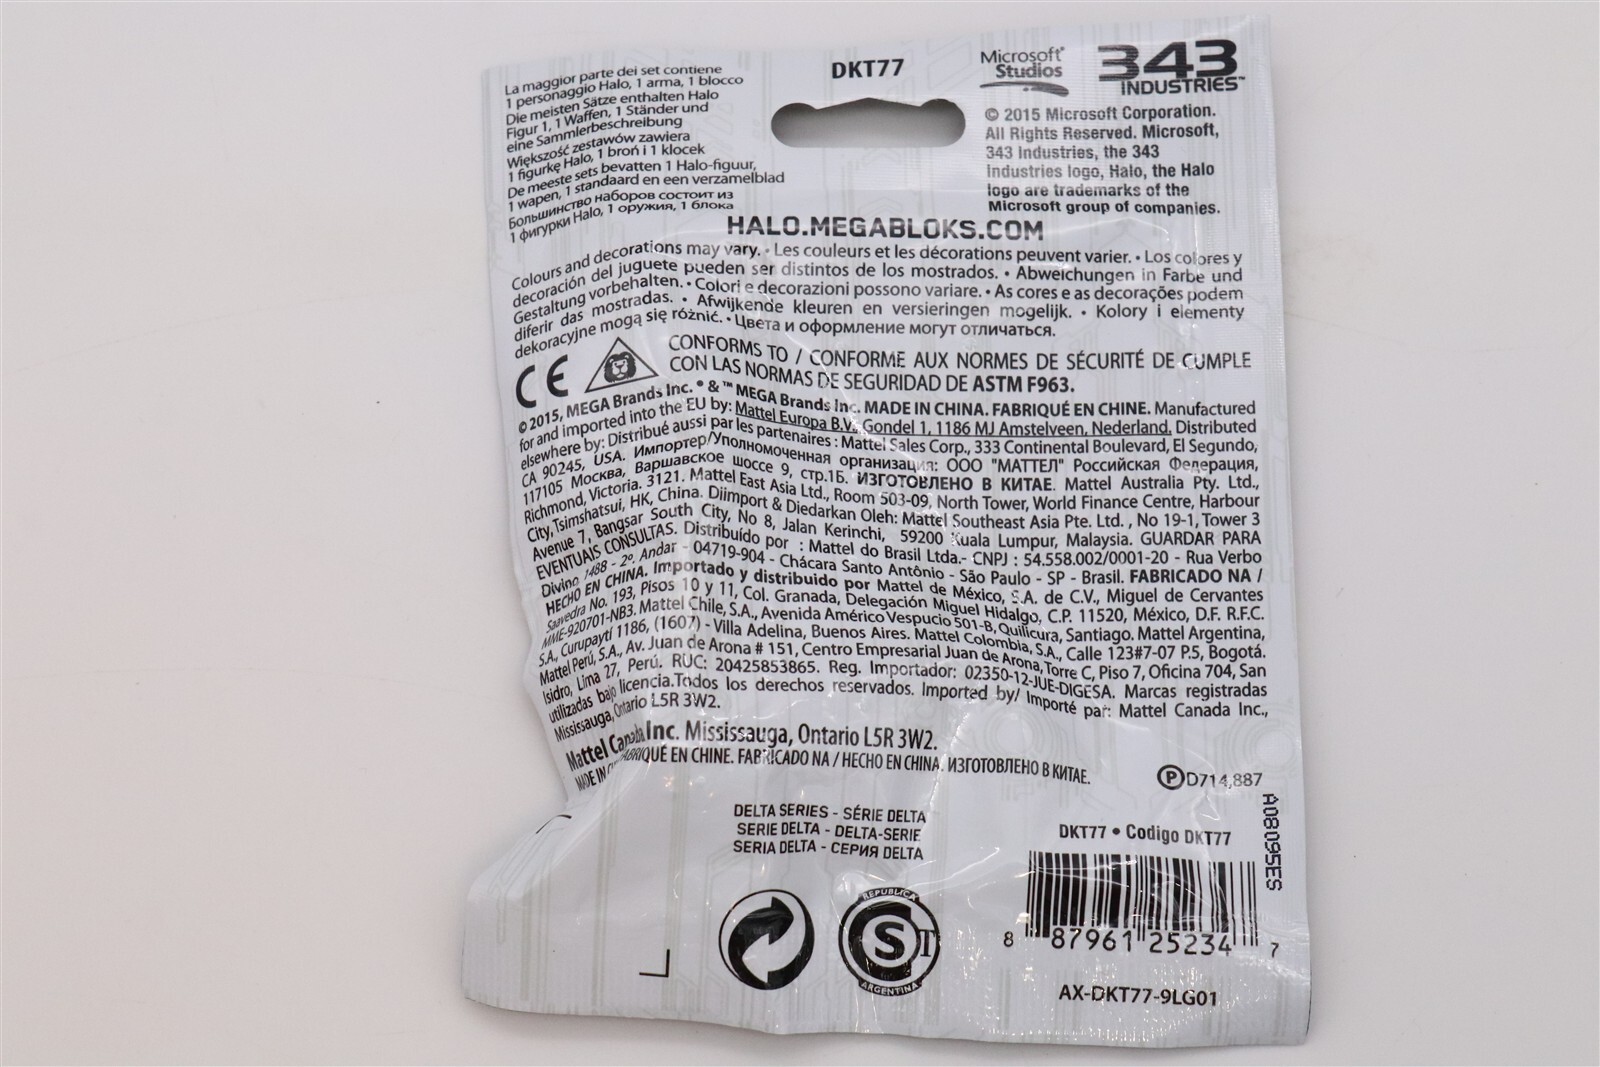 La maggior parte dei set contiene
1 personaggio Halo, 1 arma, 1 blocco
Die meisten Sätze enthalten Halo
Figur 1, 1 Waffen, 1 Ständer und
eine Sammlerbeschreibung
Większość zestawów zawiera
1 figurkę Halo, 1 broń i 1 klocek
De meeste sets bevatten 1 Halo-figuur,
1 wapen, 1 standaard en een verzamelblad
Большинство наборов состоит из
1 фигурки Halo, 1 оружия, 1 блока
DKT77
Microsoft®
Studios
343
INDUSTRIES™
© 2015 Microsoft Corporation.
All Rights Reserved. Microsoft,
343 Industries, the 343
Industries logo, Halo, the Halo
logo are trademarks of the
Microsoft group of companies.
HALO.MEGABLOKS.COM
Colours and decorations may vary. • Les couleurs et les décorations peuvent varier. • Los colores y
decoración del juguete pueden ser distintos de los mostrados. • Abweichungen in Farbe und
Gestaltung vorbehalten. • Colori e decorazioni possono variare. • As cores e as decorações podem
diferir das mostradas. • Afwijkende kleuren en versieringen mogelijk. • Kolory i elementy
dekoracyjne mogą się różnić. • Цвета и оформление могут отличаться.
CE
CONFORMS TO / CONFORME AUX NORMES DE SÉCURITÉ DE CUMPLE
CON LAS NORMAS DE SEGURIDAD DE ASTM F963.
© 2015, MEGA Brands Inc. ® & ™ MEGA Brands Inc. MADE IN CHINA. FABRIQUÉ EN CHINE. Manufactured
for and imported into the EU by: Mattel Europa B.V., Gondel 1, 1186 MJ Amstelveen, Nederland. Distributed
elsewhere by: Distribué aussi par les partenaires : Mattel Sales Corp., 333 Continental Boulevard, El Segundo,
CA 90245, USA. Импортер/Уполномоченная организация: ООО "МАТТЕЛ" Российская Федерация,
117105 Москва, Варшавское шоссе 9, стр.1Б. ИЗГОТОВЛЕНО В КИТАЕ. Mattel Australia Pty. Ltd.,
Richmond, Victoria. 3121. Mattel East Asia Ltd., Room 503-09, North Tower, World Finance Centre, Harbour
City, Tsimshatsui, HK, China. Diimport & Diedarkan Oleh: Mattel Southeast Asia Pte. Ltd. , No 19-1, Tower 3
Avenue 7, Bangsar South City, No 8, Jalan Kerinchi, 59200 Kuala Lumpur, Malaysia. GUARDAR PARA
EVENTUAIS CONSULTAS. Distribuído por : Mattel do Brasil Ltda.- CNPJ : 54.558.002/0001-20 - Rua Verbo
Divino 1488 - 2º. Andar - 04719-904 - Chácara Santo Antônio - São Paulo - SP - Brasil. FABRICADO NA /
HECHO EN CHINA. Importado y distribuido por Mattel de México, S.A. de C.V., Miguel de Cervantes
Saavedra No. 193, Pisos 10 y 11, Col. Granada, Delegación Miguel Hidalgo, C.P. 11520, México, D.F. R.F.C.
MME-920701-NB3. Mattel Chile, S.A., Avenida Américo Vespucio 501-B, Quilicura, Santiago. Mattel Argentina,
S.A., Curupaytí 1186, (1607) - Villa Adelina, Buenos Aires. Mattel Colombia, S.A., Calle 123#7-07 P.5, Bogotá.
Mattel Perú, S.A., Av. Juan de Arona # 151, Centro Empresarial Juan de Arona, Torre C, Piso 7, Oficina 704, San
Isidro, Lima 27, Perú. RUC: 20425853865. Reg. Importador: 02350-12-JUE-DIGESA. Marcas registradas
utilizadas bajo licencia.Todos los derechos reservados. Imported by/ Importé par: Mattel Canada Inc.,
Mississauga, Ontario L5R 3W2.
Mattel Canada Inc. Mississauga, Ontario L5R 3W2.
MADE IN FABRIQUÉ EN CHINE. FABRICADO NA / HECHO EN CHINA. ИЗГОТОВЛЕНО В КИТАЕ.
Ⓟ D714,887
A08095ES
DELTA SERIES - SÉRIE DELTA
SERIE DELTA - DELTA-SERIE
SERIA DELTA - СЕРИЯ DELTA
REPUBLICA
S T
ARGENTINA
DKT77 • Codigo DKT77
8 87961 25234 7
AX-DKT77-9LG01